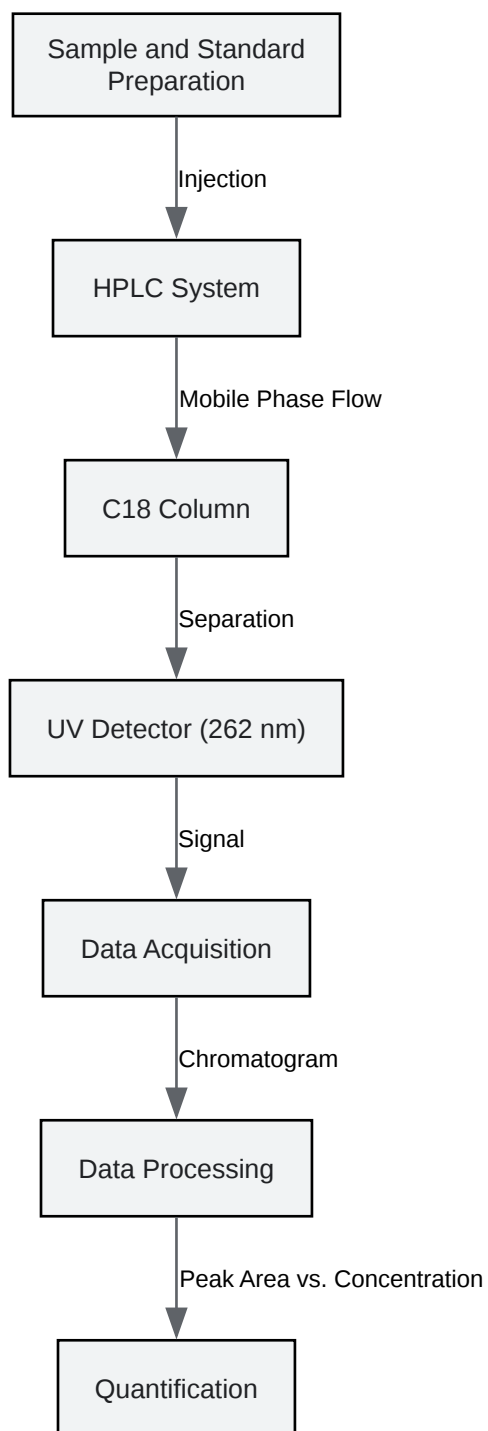 Sample and Standard
Preparation
Injection
HPLC System
Mobile Phase Flow
C18 Column
Separation
UV Detector (262 nm)
Signal
Data Acquisition
Chromatogram
Data Processing
Peak Area vs. Concentration
Quantification